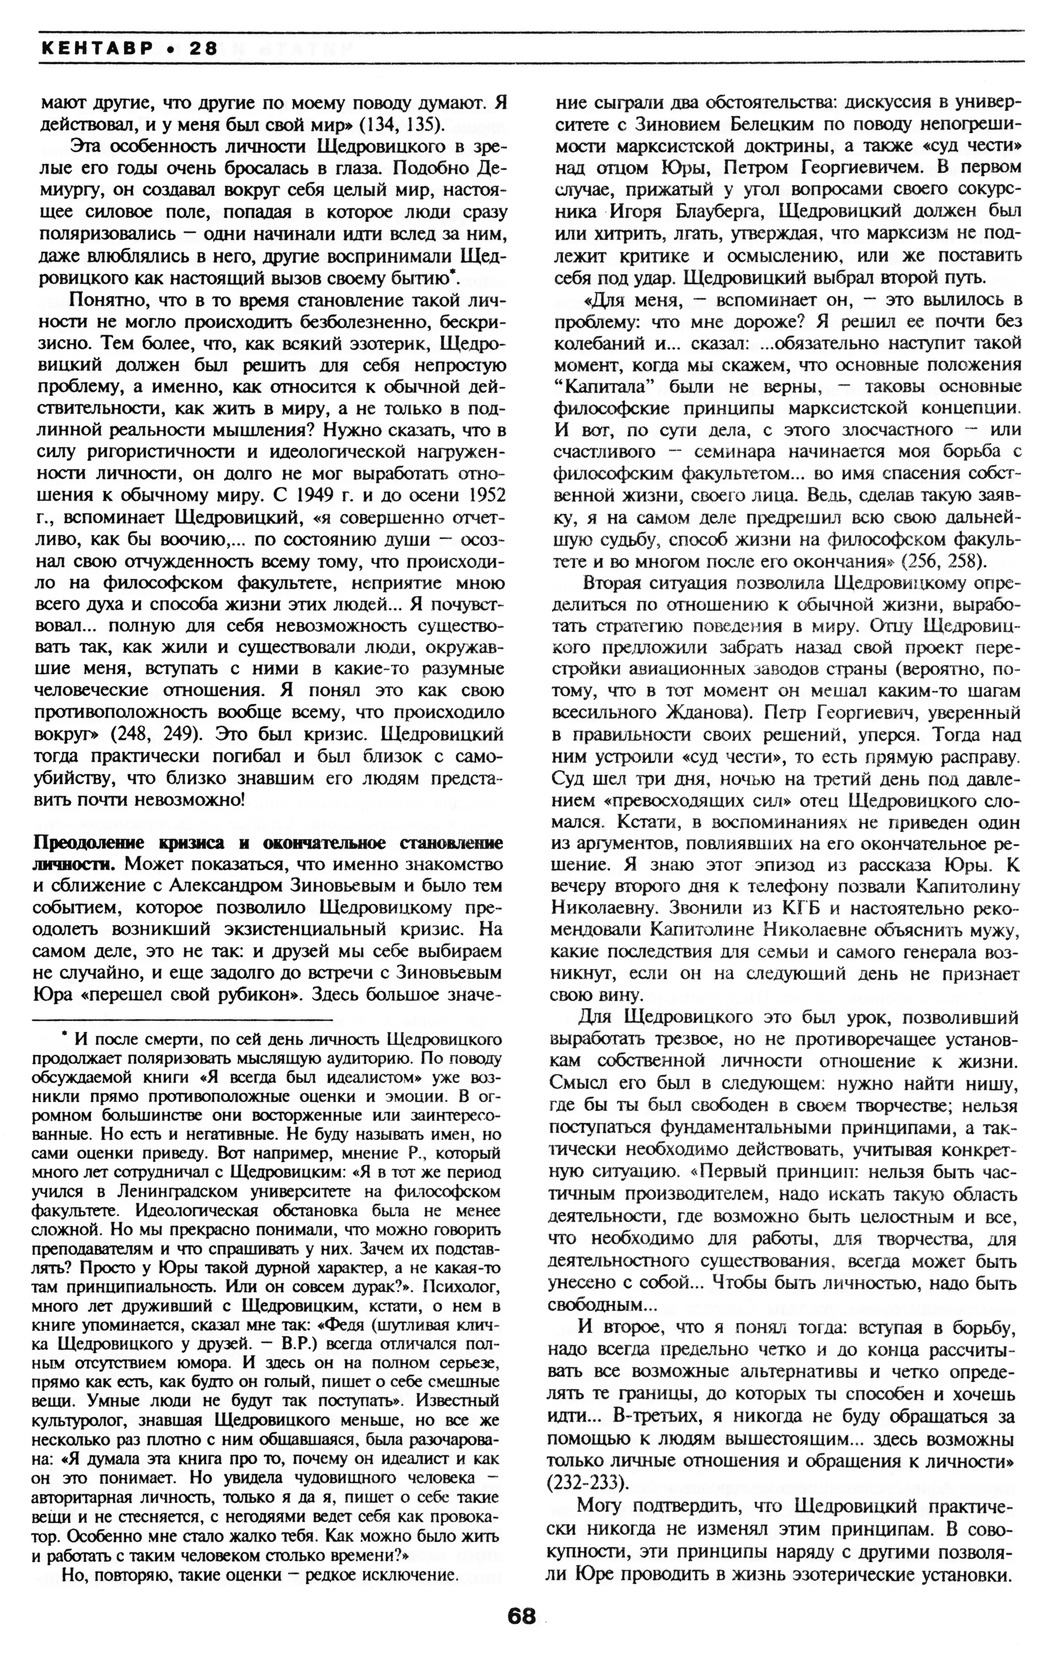 КЕНТАВР • 28
мают другие, что другие по моему поводу думают. Я
действовал, и у меня был свой мир» (134, 135).
Эта особенность личности Щедровицкого в зре-
лые его годы очень бросалась в глаза. Подобно Де-
миургу, он создавал вокруг себя целый мир, настоя-
щее силовое поле, попадая в которое люди сразу
поляризовались — одни начинали идти вслед за ним,
даже влюблялись в него, другие воспринимали Щед-
ровицкого как настоящий вызов своему бытию*.
Понятно, что в то время становление такой лич-
ности не могло происходить безболезненно, бескри-
зисно. Тем более, что, как всякий эзотерик, Щедро-
вицкий должен был решить для себя непростую
проблему, а именно, как относится к обычной дей-
ствительности, как жить в миру, а не только в под-
линной реальности мышления? Нужно сказать, что в
силу ригористичности и идеологической нагружен-
ности личности, он долго не мог выработать отно-
шения к обычному миру. С 1949 г. и до осени 1952
г., вспоминает Щедровицкий, «я совершенно отчет-
ливо, как бы воочию,... по состоянию души — осоз-
нал свою отчужденность всему тому, что происходи-
ло на философском факультете, неприятие мною
всего духа и способа жизни этих людей... Я почувст-
вовал... полную для себя невозможность существо-
вать так, как жили и существовали люди, окружав-
шие меня, вступать с ними в какие-то разумные
человеческие отношения. Я понял это как свою
противоположность вообще всему, что происходило
вокруг» (248, 249). Это был кризис. Щедровицкий
тогда практически погибал и был близок с само-
убийству, что близко знавшим его людям предста-
вить почти невозможно!
Преодоление кризиса и окончательное становление
личности. Может показаться, что именно знакомство
и сближение с Александром Зиновьевым и было тем
событием, которое позволило Щедровицкому пре-
одолеть возникший экзистенциальный кризис. На
самом деле, это не так: и друзей мы себе выбираем
не случайно, и еще задолго до встречи с Зиновьевым
Юра «перешел свой рубикон». Здесь большое значе-
* И после смерти, по сей день личность Щедровицкого
продолжает поляризовать мыслящую аудиторию. По поводу
обсуждаемой книги «Я всегда был идеалистом» уже воз-
никли прямо противоположные оценки и эмоции. В ог-
ромном большинстве они восторженные или заинтересо-
ванные. Но есть и негативные. Не буду называть имен, но
сами оценки приведу. Вот например, мнение Р., который
много лет сотрудничал с Щедровицким: «Я в тот же период
учился в Ленинградском университете на философском
факультете. Идеологическая обстановка была не менее
сложной. Но мы прекрасно понимали, что можно говорить
преподавателям и что спрашивать у них. Зачем их подстав-
лять? Просто у Юры такой дурной характер, а не какая-то
там принципиальность. Или он совсем дурак?». Психолог,
много лет друживший с Щедровицким, кстати, о нем в
книге упоминается, сказал мне так: «Федя (шутливая клич-
ка Щедровицкого у друзей. — В.Р.) всегда отличался пол-
ным отсутствием юмора. И здесь он на полном серьезе,
прямо как есть, как будто он голый, пишет о себе смешные
вещи. Умные люди не будут так поступать». Известный
культуролог, знавшая Щедровицкого меньше, но все же
несколько раз плотно с ним общавшаяся, была разочарова-
на: «Я думала эта книга про то, почему он идеалист и как
он это понимает. Но увидела чудовищного человека —
авторитарная личность, только я да я, пишет о себе такие
вещи и не стесняется, с негодяями ведет себя как провока-
тор. Особенно мне стало жалко тебя. Как можно было жить
и работать с таким человеком столько времени?»
Но, повторяю, такие оценки — редкое исключение.
ние сыграли два обстоятельства: дискуссия в универ-
ситете с Зиновием Белецким по поводу непогреши-
мости марксистской доктрины, а также «суд чести»
над отцом Юры, Петром Георгиевичем. В первом
случае, прижатый у угол вопросами своего сокурс-
ника Игоря Блауберга, Щедровицкий должен был
или хитрить, лгать, утверждая, что марксизм не под-
лежит критике и осмыслению, или же поставить
себя под удар. Щедровицкий выбрал второй путь.
«Для меня, — вспоминает он, — это вылилось в
проблему: что мне дороже? Я решил ее почти без
колебаний и... сказал: ...обязательно наступит такой
момент, когда мы скажем, что основные положения
“Капитала” были не верны, — таковы основные
философские принципы марксистской концепции.
И вот, по сути дела, с этого злосчастного — или
счастливого — семинара начинается моя борьба с
философским факультетом... во имя спасения собст-
венной жизни, своего лица. Ведь, сделав такую заяв-
ку, я на самом деле предрешил всю свою дальней-
шую судьбу, способ жизни на философском факуль-
тете и во многом после его окончания» (256, 258).
Вторая ситуация позволила Щедровицкому опре-
делиться по отношению к обычной жизни, вырабо-
тать стратегию поведения в миру. Отцу Щедровиц-
кого предложили забрать назад свой проект пере-
стройки авиационных заводов страны (вероятно, по-
тому, что в тот момент он мешал каким-то шагам
всесильного Жданова). Петр Георгиевич, уверенный
в правильности своих решений, уперся. Тогда над
ним устроили «суд чести», то есть прямую расправу.
Суд шел три дня, ночью на третий день под давле-
нием «превосходящих сил» отец Щедровицкого сло-
мался. Кстати, в воспоминаниях не приведен один
из аргументов, повлиявших на его окончательное ре-
шение. Я знаю этот эпизод из рассказа Юры. К
вечеру второго дня к телефону позвали Капитолину
Николаевну. Звонили из КГБ и настоятельно реко-
мендовали Капитолине Николаевне объяснить мужу,
какие последствия для семьи и самого генерала воз-
никнут, если он на следующий день не признает
свою вину.
Для Щедровицкого это был урок, позволивший
выработать трезвое, но не противоречащее установ-
кам собственной личности отношение к жизни.
Смысл его был в следующем: нужно найти нишу,
где бы ты был свободен в своем творчестве; нельзя
поступаться фундаментальными принципами, а так-
тически необходимо действовать, учитывая конкрет-
ную ситуацию. «Первый принцип: нельзя быть час-
тичным производителем, надо искать такую область
деятельности, где возможно быть целостным и все,
что необходимо для работы, для творчества, для
деятельностного существования, всегда может быть
унесено с собой... Чтобы быть личностью, надо быть
свободным...
И второе, что я понял тогда: вступая в борьбу,
надо всегда предельно четко и до конца рассчиты-
вать все возможные альтернативы и четко опреде-
лять те границы, до которых ты способен и хочешь
идти... В-третьих, я никогда не буду обращаться за
помощью к людям вышестоящим... здесь возможны
только личные отношения и обращения к личности»
(232-233).
Могу подтвердить, что Щедровицкий практиче-
ски никогда не изменял этим принципам. В сово-
купности, эти принципы наряду с другими позволя-
ли Юре проводить в жизнь эзотерические установки.
68